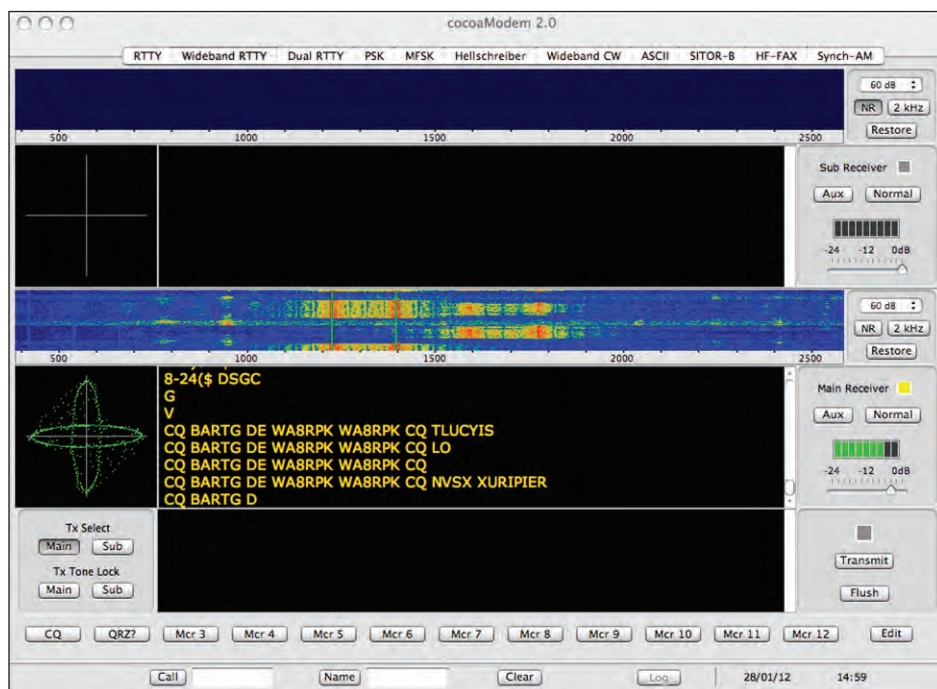 cocoaModem 2.0
RTTY Wideband RTTY Dual RTTY PSK MFSK Hellschreiber Wideband CW ASCII SITOR-B HF-FAX Synch-AM
60 dB
NR 2 kHz
Restore
500 1000 1500 2000 2500
Sub Receiver
Aux Normal
-24 -12 0dB
60 dB
NR 2 kHz
Restore
500 1000 1500 2000 2500
8-24($ DSGC
G
V
CQ BARTG DE WA8RPK WA8RPK CQ TLUCYIS
CQ BARTG DE WA8RPK WA8RPK CQ LO
CQ BARTG DE WA8RPK WA8RPK CQ
CQ BARTG DE WA8RPK WA8RPK CQ NVSX XURIPIER
CQ BARTG D
Main Receiver
Aux Normal
-24 -12 0dB
Tx Select
Main Sub
Tx Tone Lock
Main Sub
Transmit
Flush
CQ QRZ? Mcr 3 Mcr 4 Mcr 5 Mcr 6 Mcr 7 Mcr 8 Mcr 9 Mcr 10 Mcr 11 Mcr 12 Edit
Call Name Clear Log 28/01/12 14:59